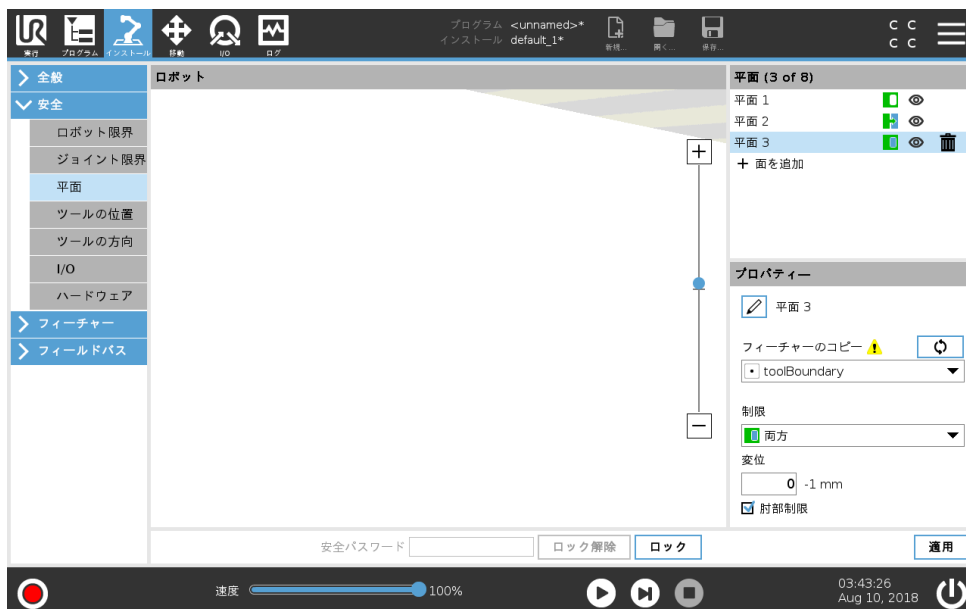 プログラム <unnamed>*
インストール default_1*
実行
プログラム
インストール
移動
I/O
ログ
新規...
開く...
保存...
C C
C C
全般
安全
ロボット限界
ジョイント限界
平面
ツールの位置
ツールの方向
I/O
ハードウェア
フィーチャー
フィールドバス
ロボット
平面 (3 of 8)
平面 1
平面 2
平面 3
+ 面を追加
プロパティー
平面 3
フィーチャーのコピー
toolBoundary
制限
両方
変位
0 -1 mm
肘部制限
安全パスワード
ロック解除
ロック
適用
速度
100%
03:43:26
Aug 10, 2018